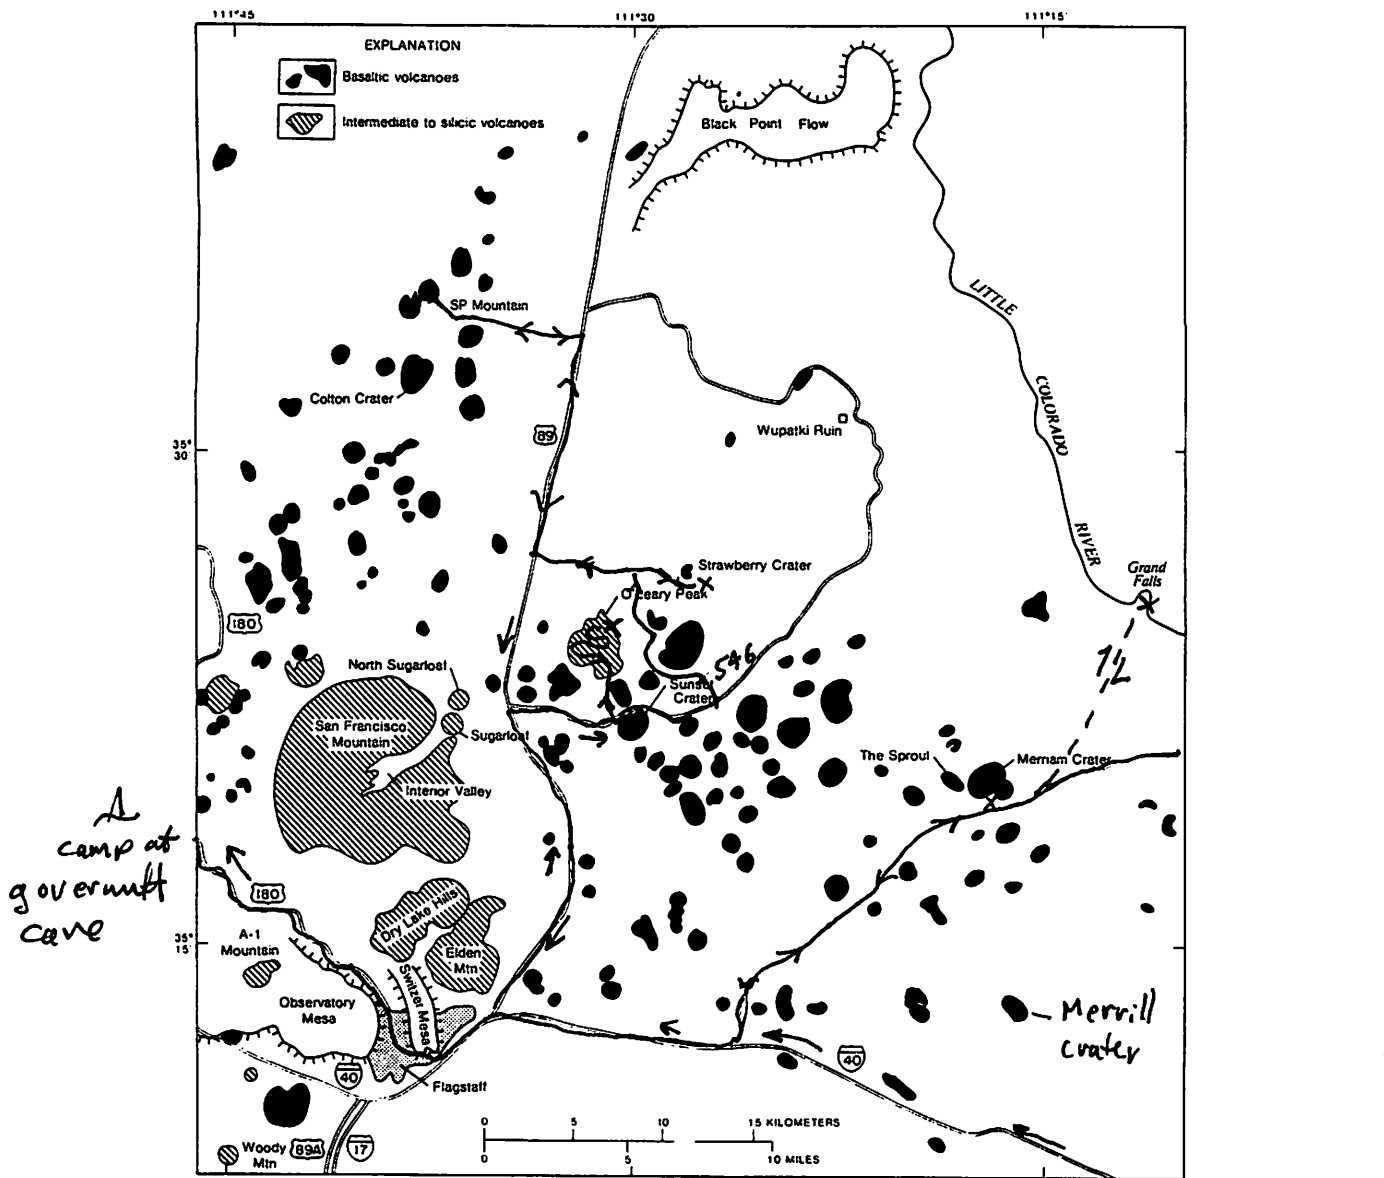 111°45'
111°30
111°15'
EXPLANATION
Basaltic volcanoes
Intermediate to silicic volcanoes
Black Point Flow
LITTLE
COLORADO
RIVER
SP Mountain
Colton Crater
89
Wupatki Ruin
35°
30'
Strawberry Crater
O'Leary Peak
Grand
Falls
180
North Sugarloaf
546
Sunset
Crater
12
San Francisco
Mountain
Sugarloaf
The Sproul
Merriam Crater
Interior Valley
camp at
cave
180
Dry Lake Hills
A-1
Mountain
35°
15'
Elden
Mtn
Switzer Mesa
Observatory
Mesa
Merrill
crater
40
40
Flagstaff
0 5 10 15 KILOMETERS
0 5 10 MILES
Woody
Mtn
89A
17